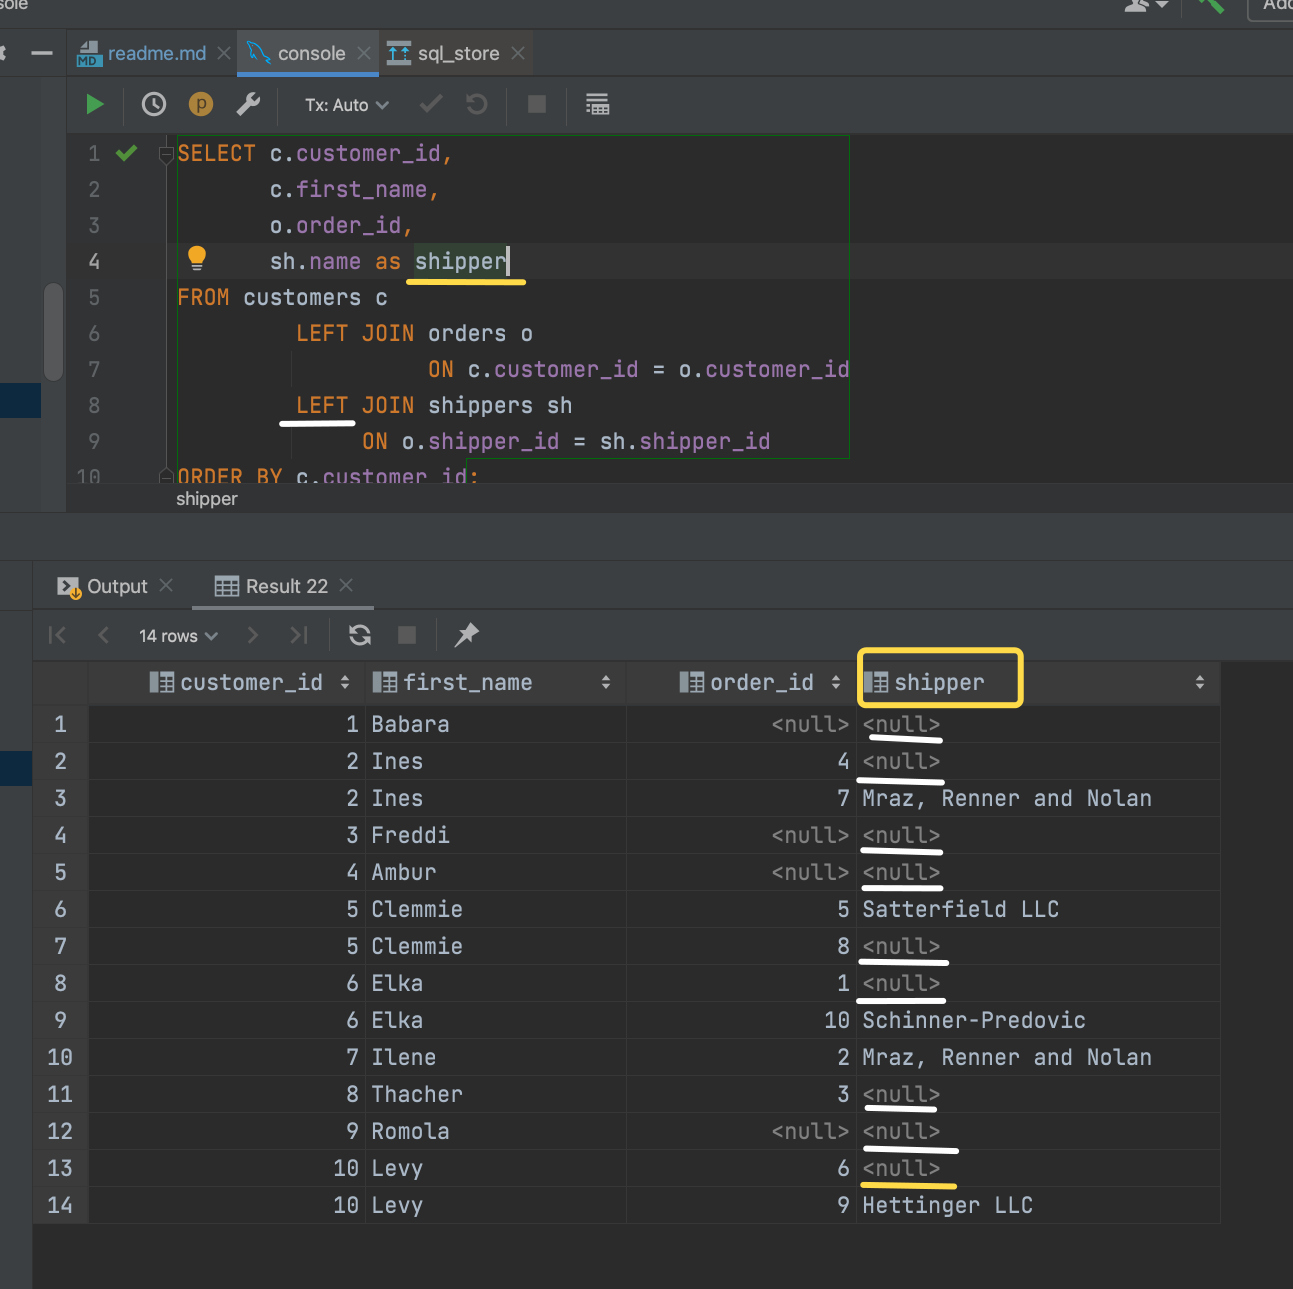 readme.md console sql_store
Tx: Auto
1 SELECT c.customer_id,
2 c.first_name,
3 o.order_id,
4 sh.name as shipper
5 FROM customers c
6 LEFT JOIN orders o
7 ON c.customer_id = o.customer_id
8 LEFT JOIN shippers sh
9 ON o.shipper_id = sh.shipper_id
10 ORDER BY c.customer_id;
shipper
Output Result 22
14 rows
customer_id first_name order_id shipper
1 1 Babara <null> <null>
2 2 Ines 4 <null>
3 2 Ines 7 Mraz, Renner and Nolan
4 3 Freddi <null> <null>
5 4 Ambur <null> <null>
6 5 Clemmie 5 Satterfield LLC
7 5 Clemmie 8 <null>
8 6 Elka 1 <null>
9 6 Elka 10 Schinner-Predovic
10 7 Ilene 2 Mraz, Renner and Nolan
11 8 Thacher 3 <null>
12 9 Romola <null> <null>
13 10 Levy 6 <null>
14 10 Levy 9 Hettinger LLC